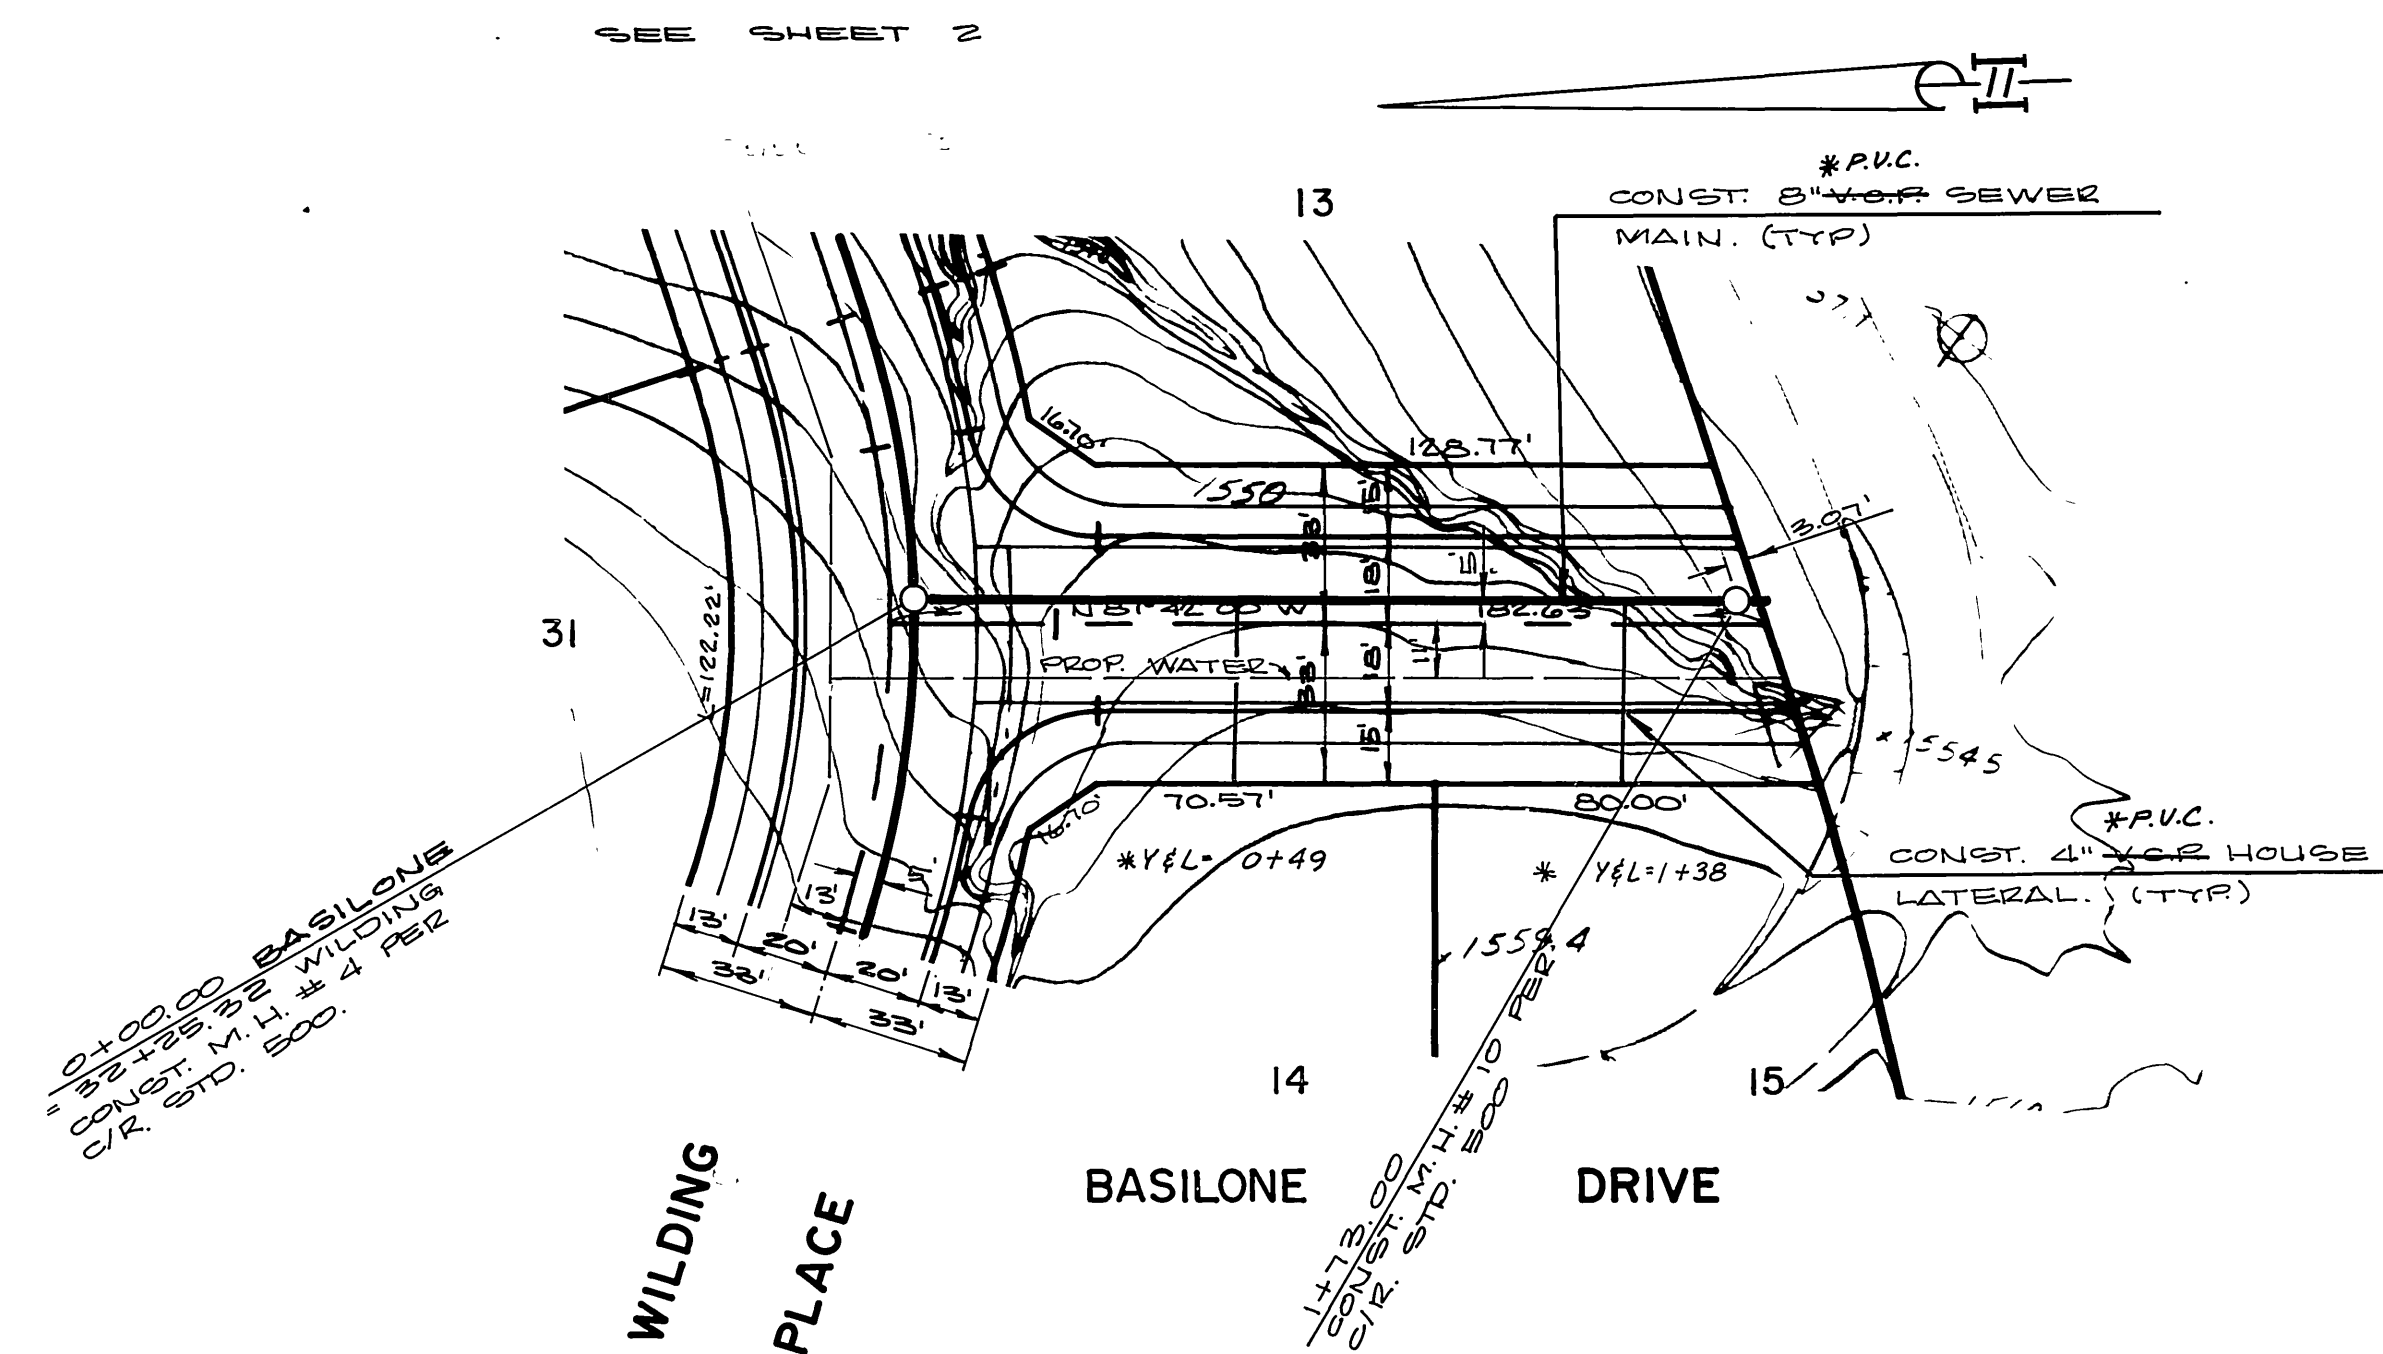 SEE SHEET 2
*P.V.C.
CONST. 8" V.C.P. SEWER
MAIN. (TYP)
13
16.70'
128.77'
1550
15'
33'
18'
5'
3.07'
N 81° 42' 00" W
182.63'
31
L=122.22'
PROP. WATER
33'
18'
11'
15'
15545
70.57'
80.00'
16.70'
*Y&L= 0+49
* Y&L=1+38
*P.V.C.
CONST. 4" V.C.P. HOUSE
LATERAL. (TYP.)
5'
13'
13'
20'
33'
20'
13'
33'
1559.4
0+00.00 BASILONE
= 32+25.32 WILDING
CONST. M.H. # 4 PER
C/R. STD. 500.
14
15
1+73.00
CONST. M.H. # 10 PER
C/R. STD. 500
WILDING
PLACE
BASILONE DRIVE